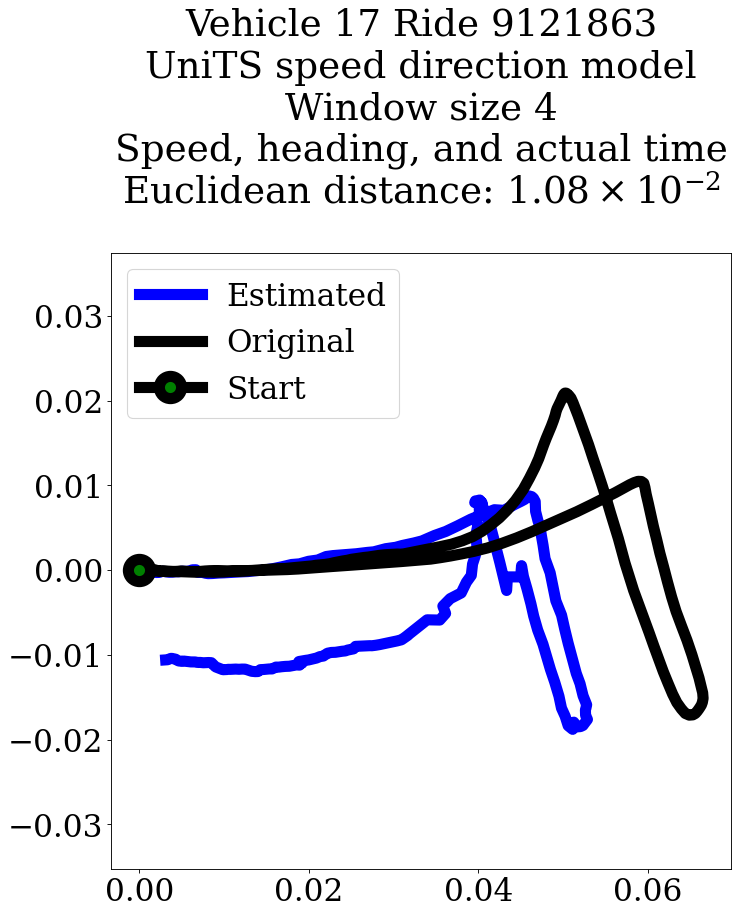 Vehicle 17 Ride 9121863
UniTS speed direction model
Window size 4
Speed, heading, and actual time
Euclidean distance: 1.08 × 10⁻²
Estimated
Original
Start
0.03
0.02
0.01
0.00
−0.01
−0.02
−0.03
0.00 0.02 0.04 0.06